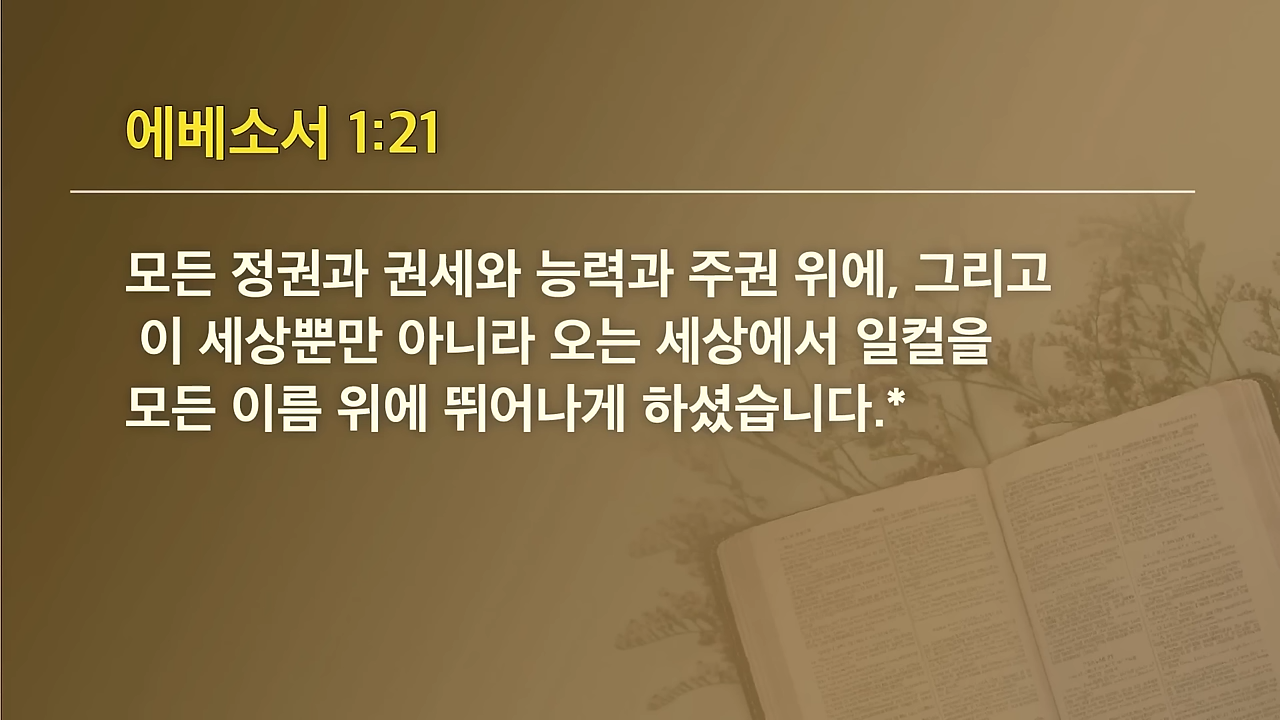 에베소서 1:21
모든 정권과 권세와 능력과 주권 위에, 그리고
이 세상뿐만 아니라 오는 세상에서 일컬을
모든 이름 위에 뛰어나게 하셨습니다.*